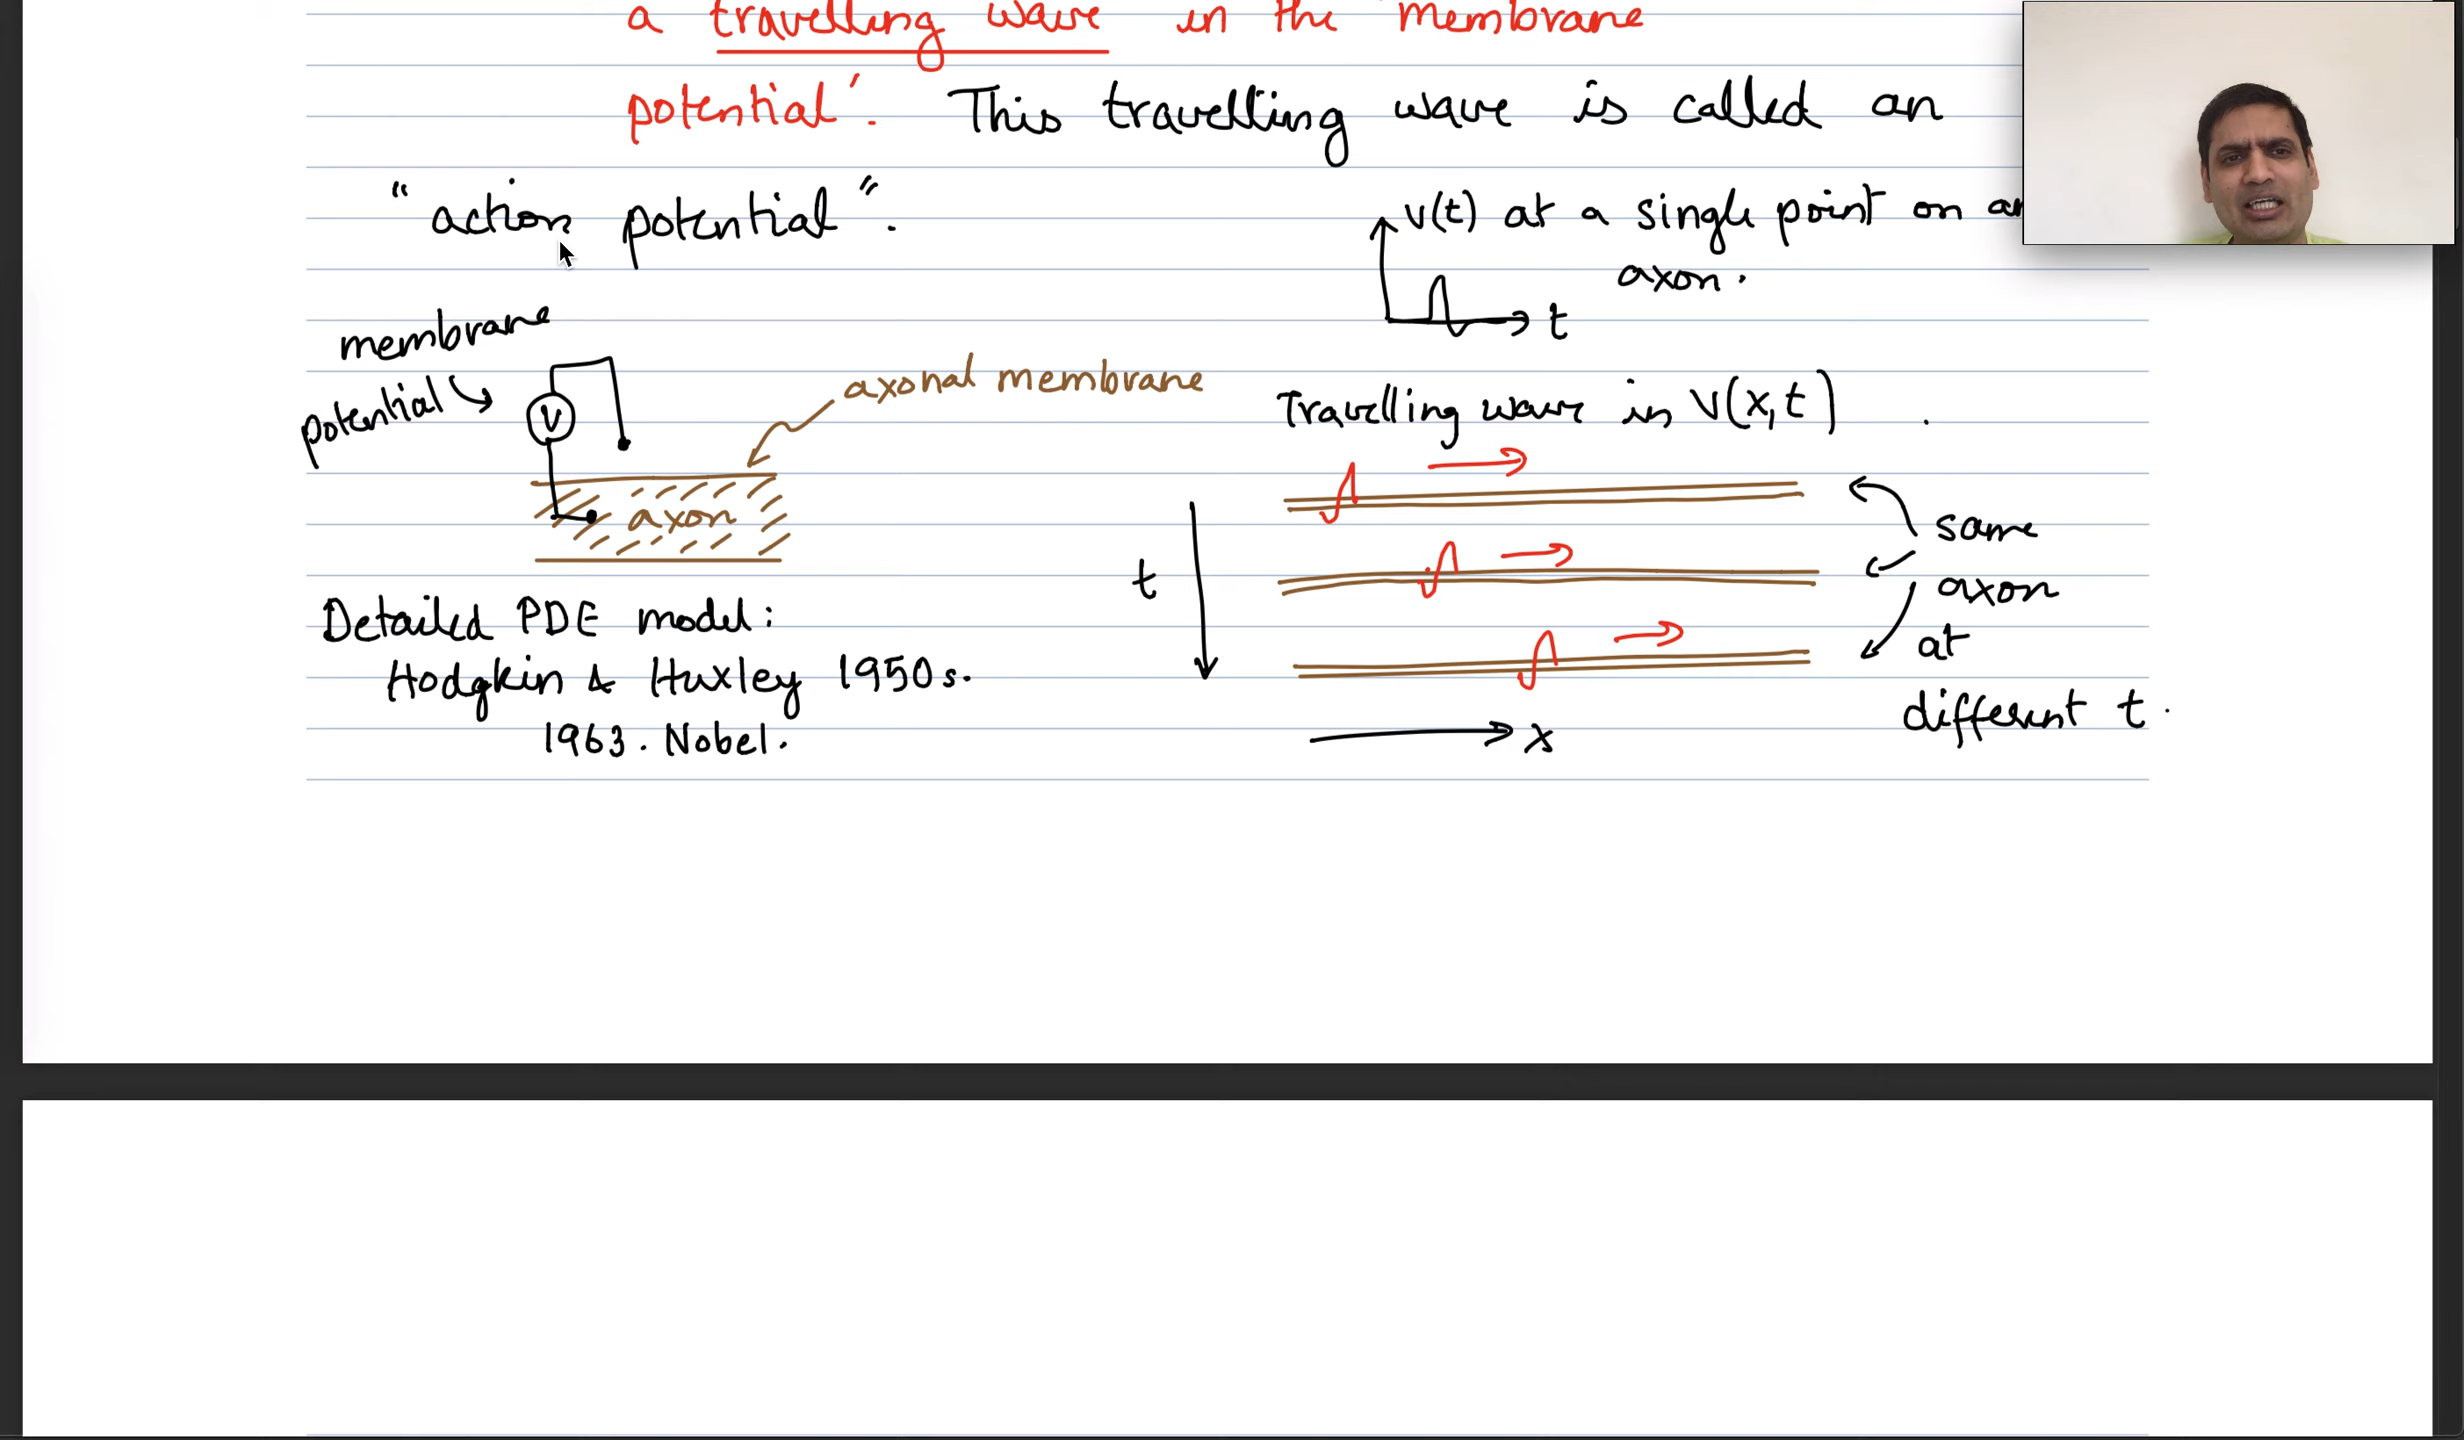 a travelling wave in the membrane
potential'. This travelling wave is called an
"action potential".
V(t) at a single point on an
axon.
t
membrane
potential
V
axonal membrane
axon
Travelling wave in V(x,t)
t
same
axon
at
different t.
x
Detailed PDE model:
Hodgkin & Huxley 1950s.
1963. Nobel.